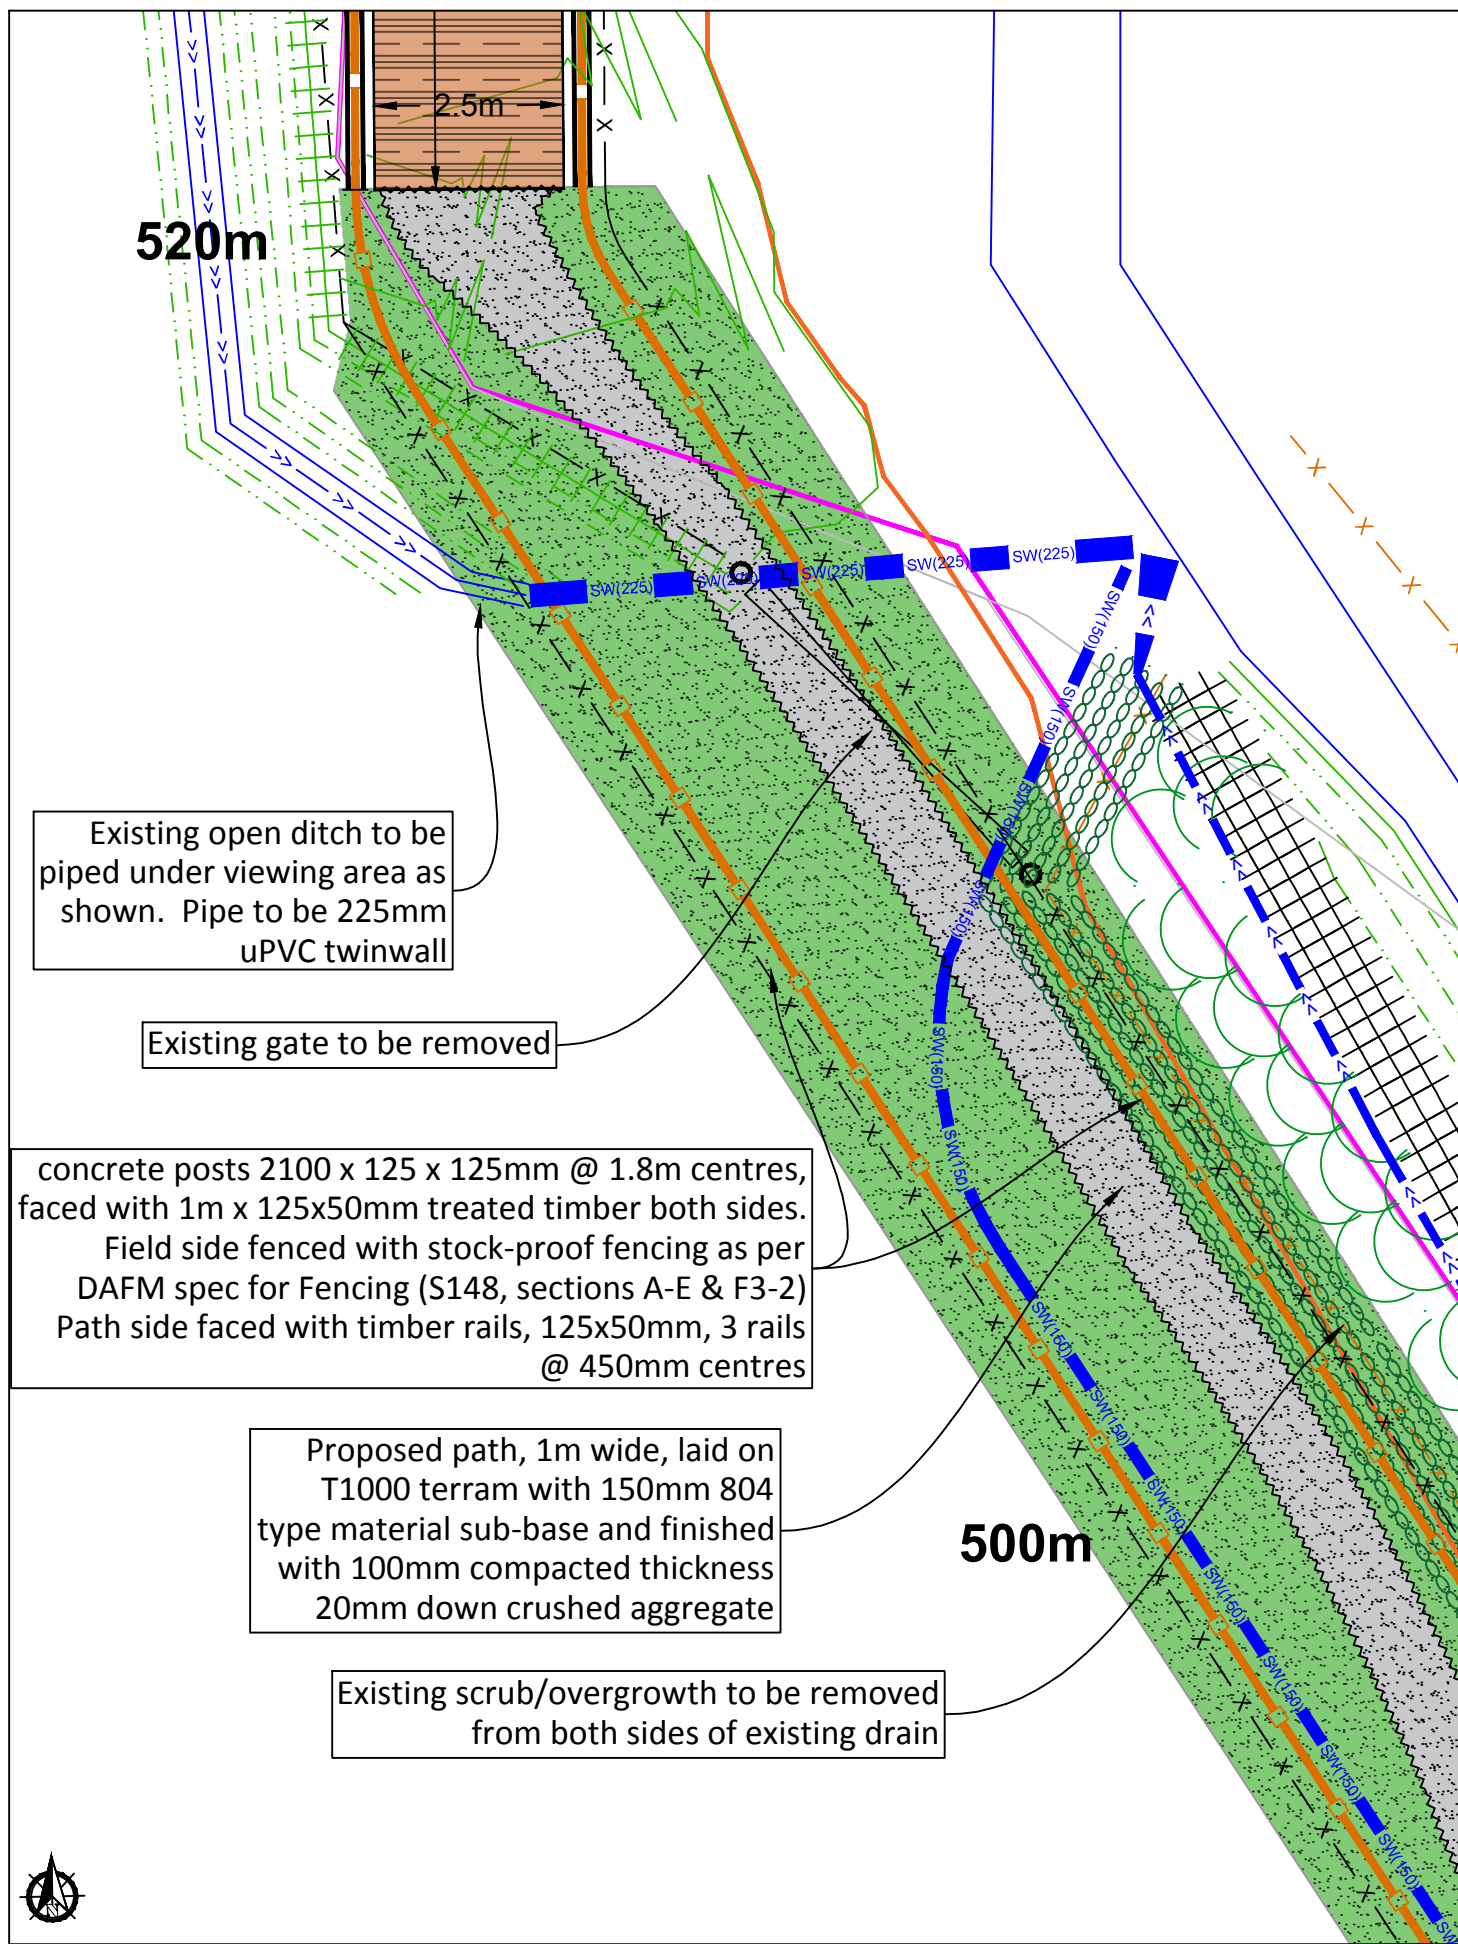 2.5m
520m
SW(225)
SW(225)
SW(225)
SW(225)
SW(225)
SW(150)
SW(150)
SW(150)
SW(150)
SW(150)
SW(150)
Existing open ditch to be
piped under viewing area as
shown.  Pipe to be 225mm
uPVC twinwall
Existing gate to be removed
concrete posts 2100 x 125 x 125mm @ 1.8m centres,
faced with 1m x 125x50mm treated timber both sides.
Field side fenced with stock-proof fencing as per
DAFM spec for Fencing (S148, sections A-E & F3-2)
Path side faced with timber rails, 125x50mm, 3 rails
@ 450mm centres
SW(150)
SW(150)
SW(150)
SW(150)
SW(150)
SW(150)
SW(150)
SW
Proposed path, 1m wide, laid on
T1000 terram with 150mm 804
type material sub-base and finished
with 100mm compacted thickness
20mm down crushed aggregate
500m
Existing scrub/overgrowth to be removed
from both sides of existing drain
N